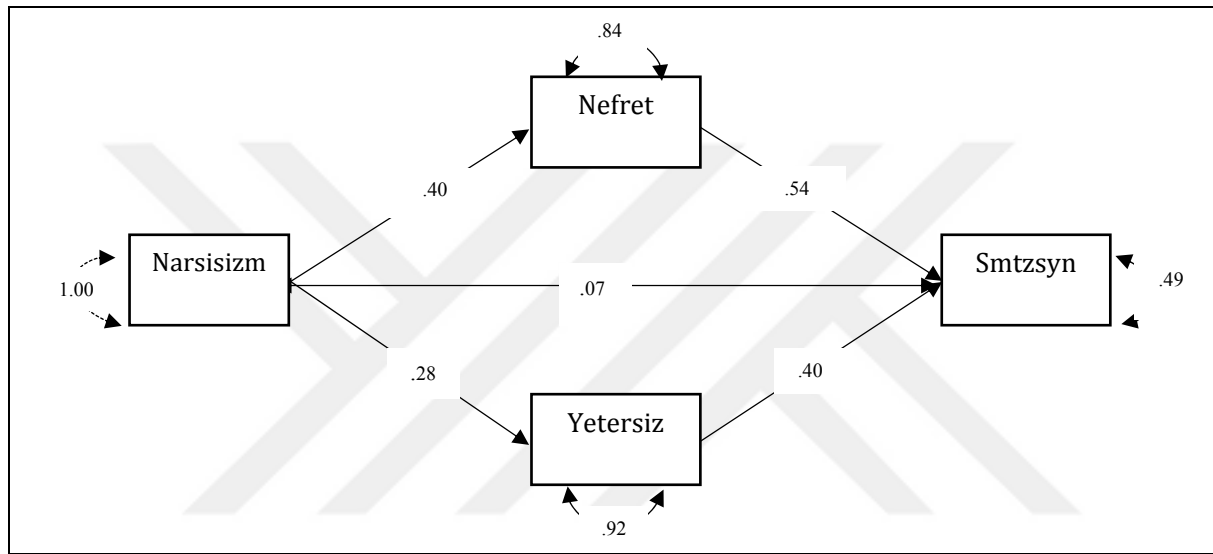 .84
Nefret
.40
.54
Narsisizm
Smtzsyn
1.00
.07
.49
.28
.40
Yetersiz
.92